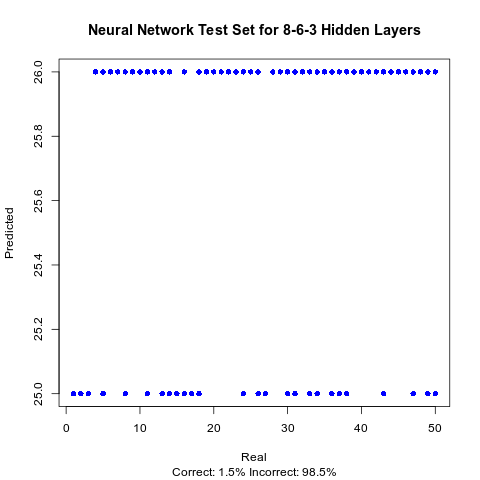 Neural Network Test Set for 8-6-3 Hidden Layers
Predicted
26.0
25.8
25.6
25.4
25.2
25.0
0 10 20 30 40 50
Real
Correct: 1.5% Incorrect: 98.5%